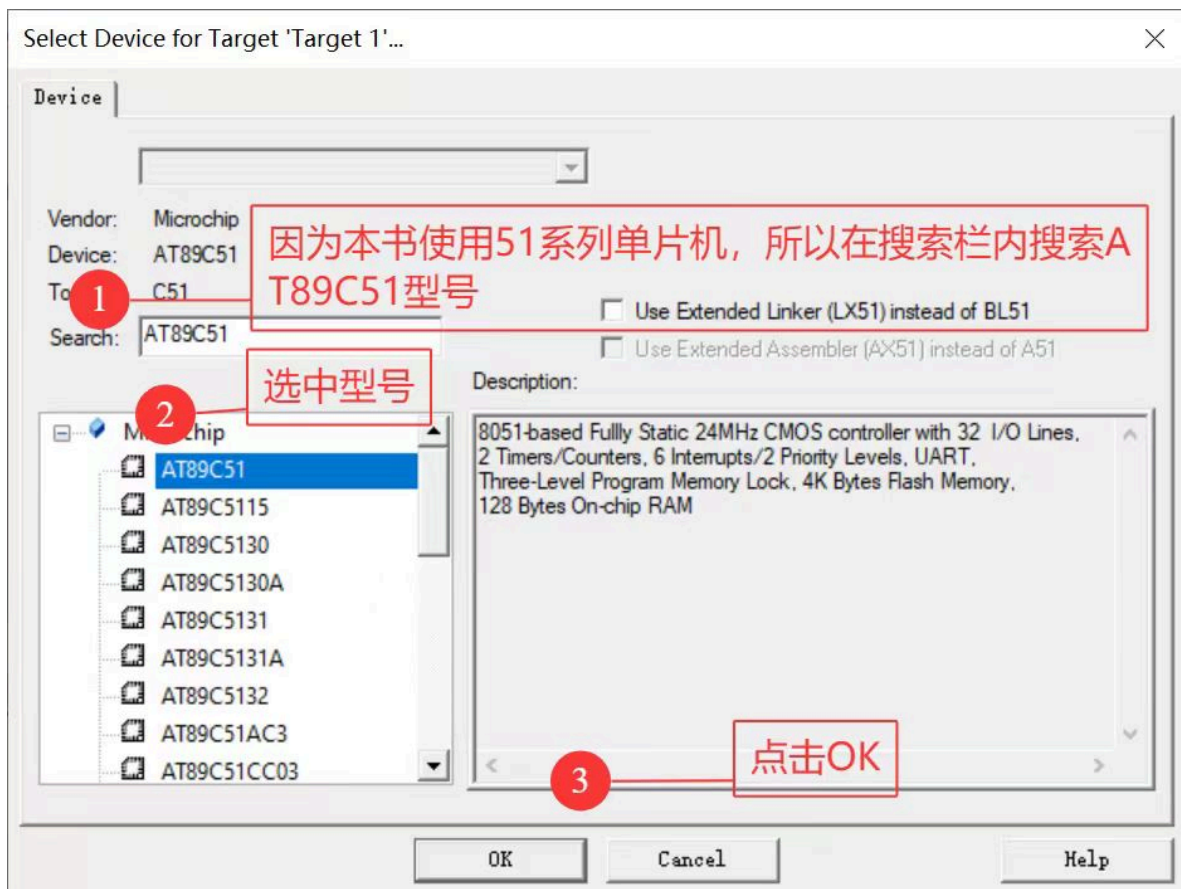 Select Device for Target 'Target 1'...
Device
Vendor: Microchip
Device: AT89C51
因为本书使用51系列单片机，所以在搜索栏内搜索A
T89C51型号
1
C51
Use Extended Linker (LX51) instead of BL51
Search: AT89C51
Use Extended Assembler (AX51) instead of A51
选中型号
2
Description:
AT89C51
AT89C5115
AT89C5130
AT89C5130A
AT89C5131
AT89C5131A
AT89C5132
AT89C51AC3
AT89C51CC03
8051-based Fullly Static 24MHz CMOS controller with 32 I/O Lines,
2 Timers/Counters, 6 Interrupts/2 Priority Levels, UART,
Three-Level Program Memory Lock, 4K Bytes Flash Memory,
128 Bytes On-chip RAM
3
点击OK
OK
Cancel
Help